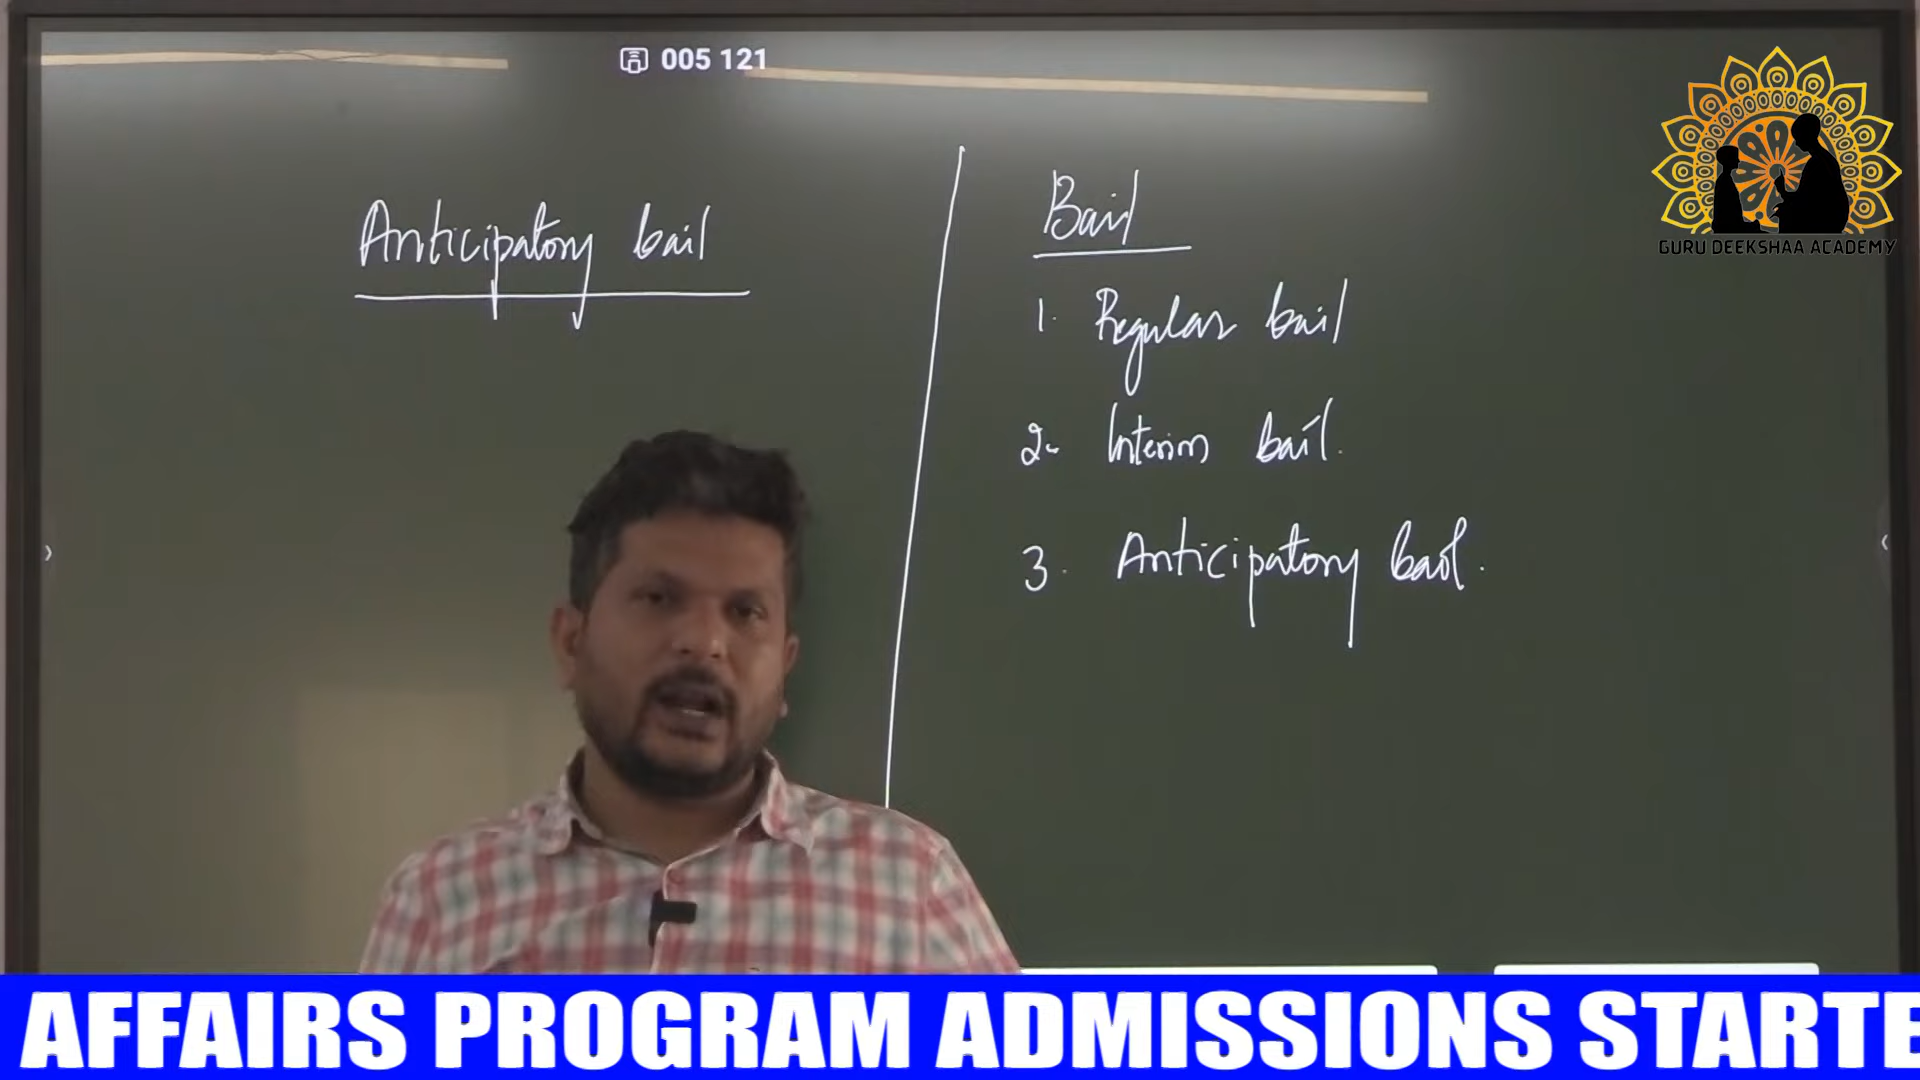 005 121
GURU DEEKSHAA ACADEMY
Anticipatory bail
Bail
1. Regular bail
2. Interim bail.
3. Anticipatory bail.
AFFAIRS PROGRAM ADMISSIONS STARTE